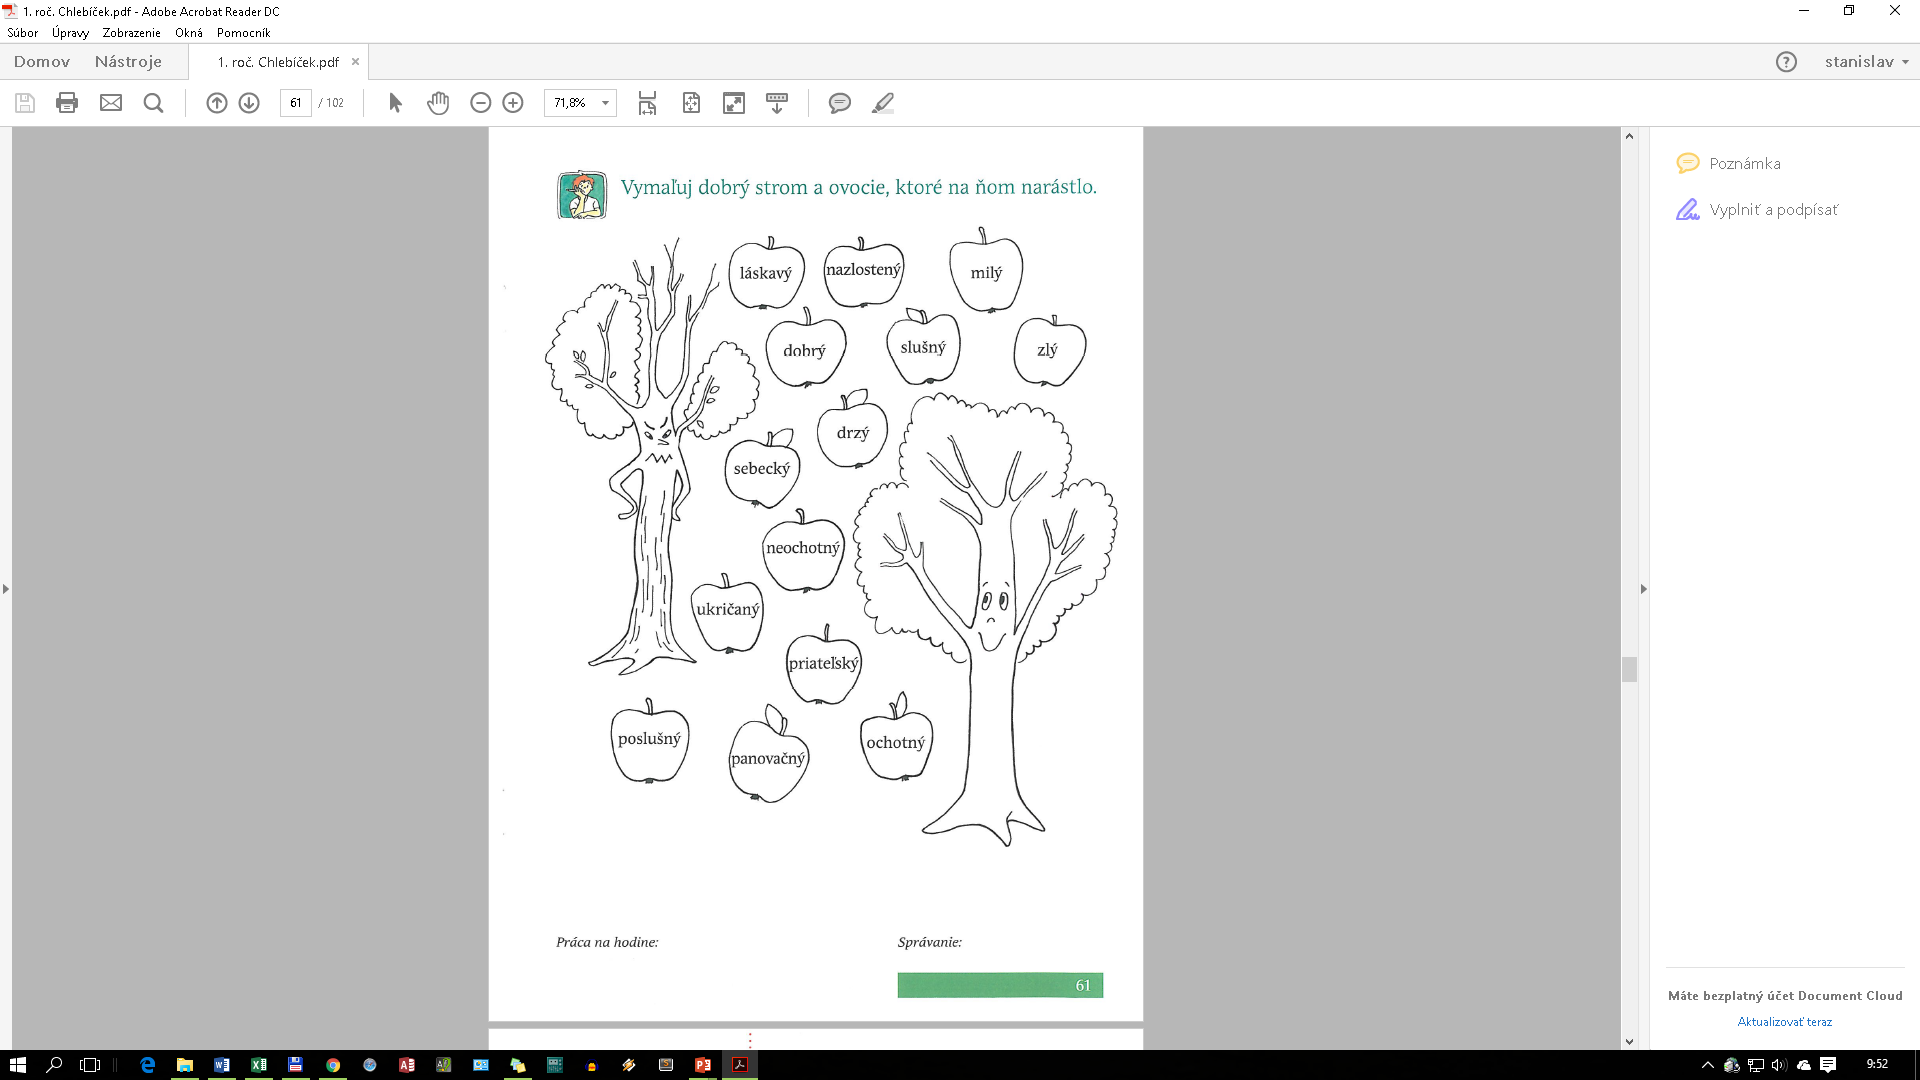 1. roč. Chlebíček.pdf - Adobe Acrobat Reader DC
Súbor Úpravy Zobrazenie Okná Pomocník
Domov Nástroje 1. roč. Chlebíček.pdf × ? stanislav
61 / 102 71,8%
Poznámka
Vyplniť a podpísať
Vymaľuj dobrý strom a ovocie, ktoré na ňom narástlo.
láskavý nazlostený milý
dobrý slušný zlý
drzý
sebecký
neochotný
ukričaný
priateľský
poslušný panovačný ochotný
Práca na hodine: Správanie:
61
Máte bezplatný účet Document Cloud
Aktualizovať teraz
9:52